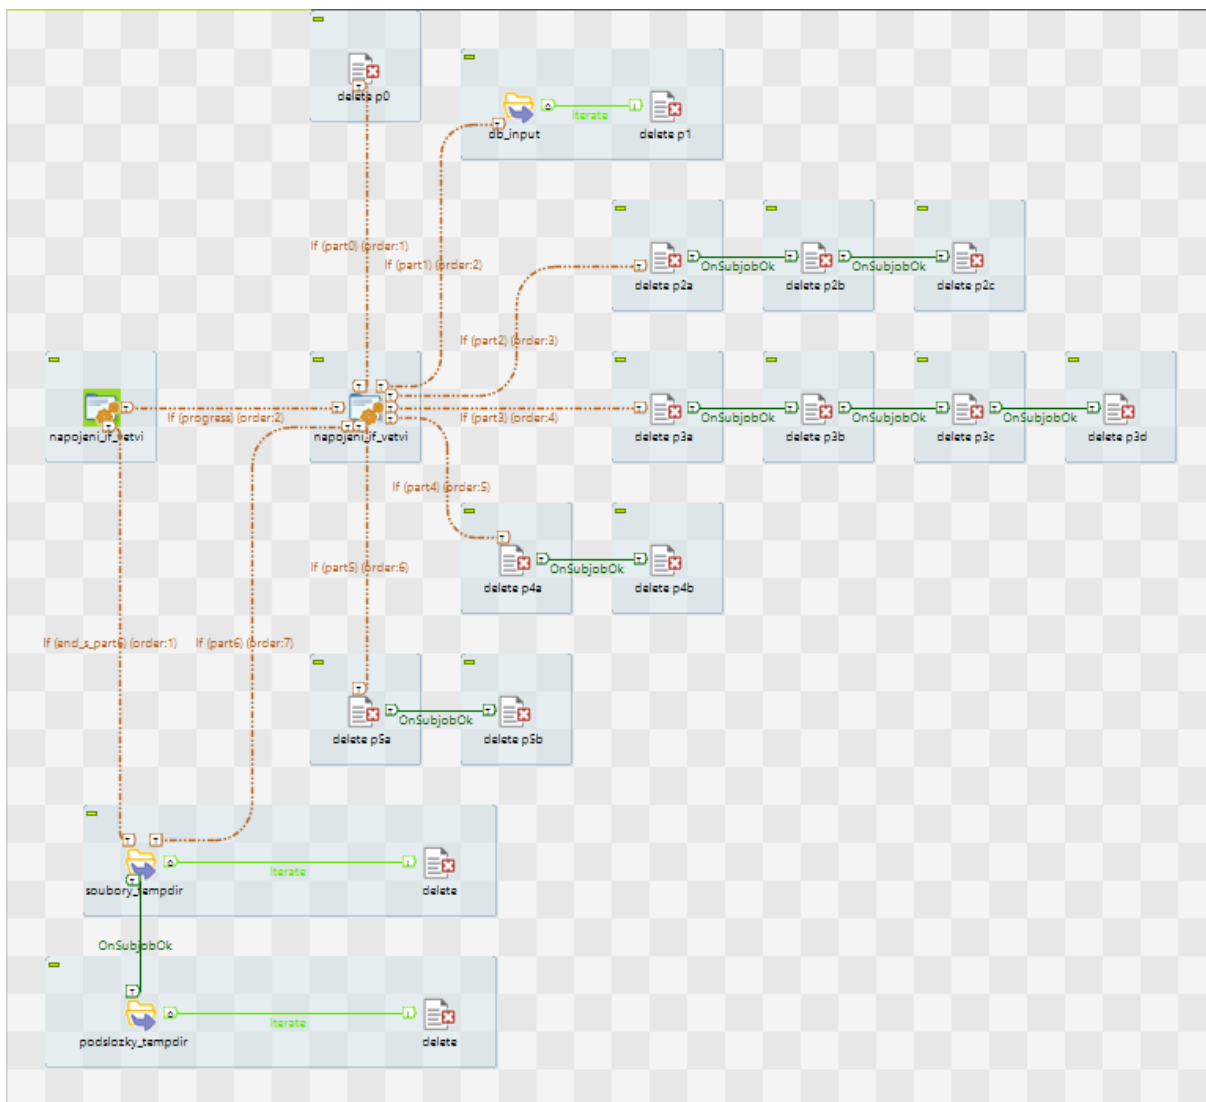 delete p0
db_input
Iterate
delete p1
If (part0) (order:1)
If (part1) (order:2)
OnSubjobOk
OnSubjobOk
delete p2a
delete p2b
delete p2c
If (part2) (order:3)
If (progress) (order:2)
If (part3) (order:4)
OnSubjobOk
OnSubjobOk
OnSubjobOk
napojeni_if_vetvi
napojeni_if_vetvi
delete p3a
delete p3b
delete p3c
delete p3d
If (part4) (order:5)
If (part5) (order:6)
OnSubjobOk
delete p4a
delete p4b
If (end_s_part6) (order:1)
If (part6) (order:7)
OnSubjobOk
delete p5a
delete p5b
Iterate
soubory_tempdir
delete
OnSubjobOk
Iterate
podslozky_tempdir
delete